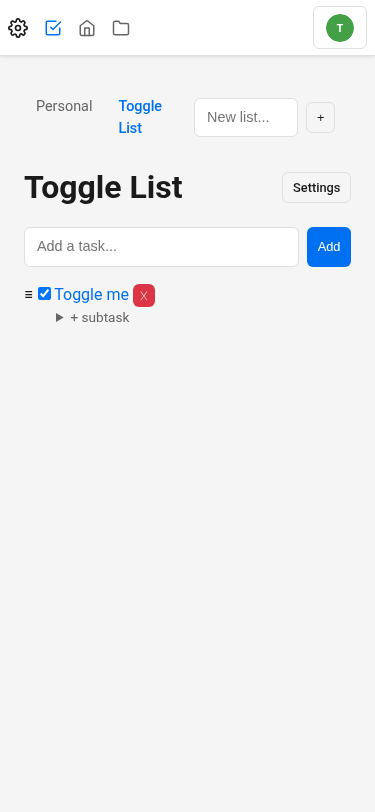 T
Personal
Toggle
List
New list...
+
Toggle List
Settings
Add a task...
Add
≡ Toggle me X
▶ + subtask